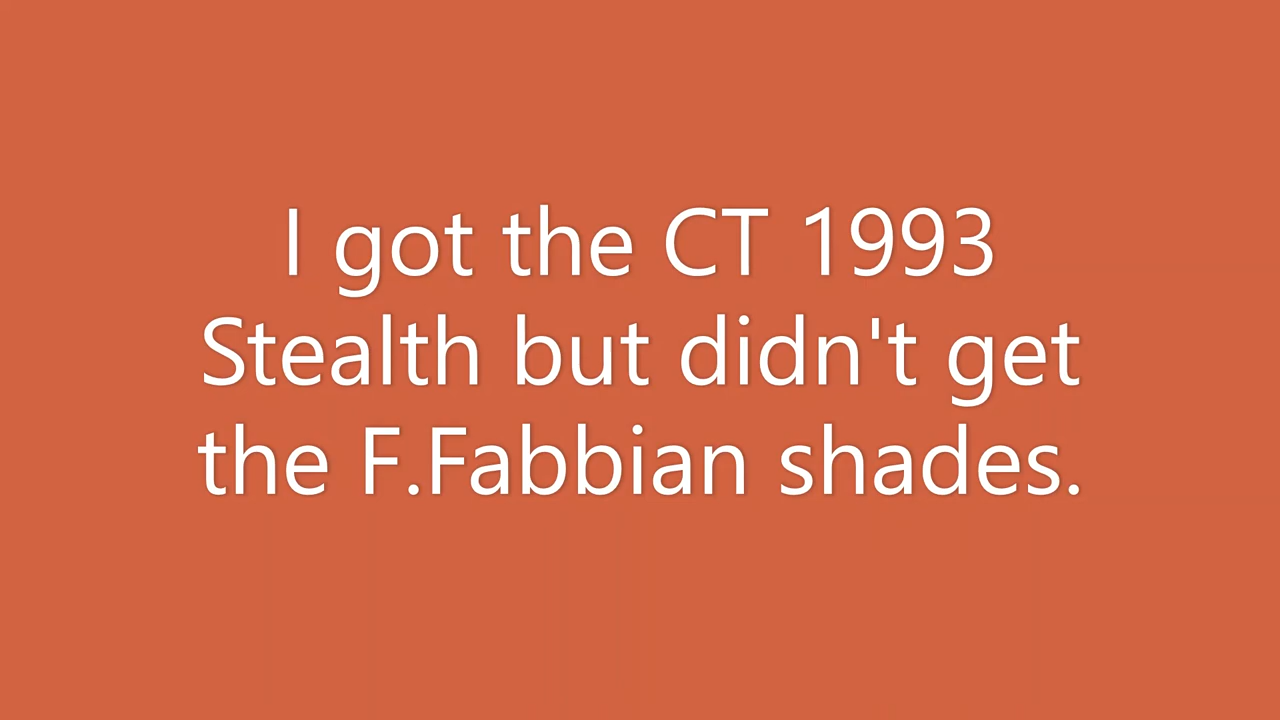 I got the CT 1993
Stealth but didn't get
the F.Fabbian shades.